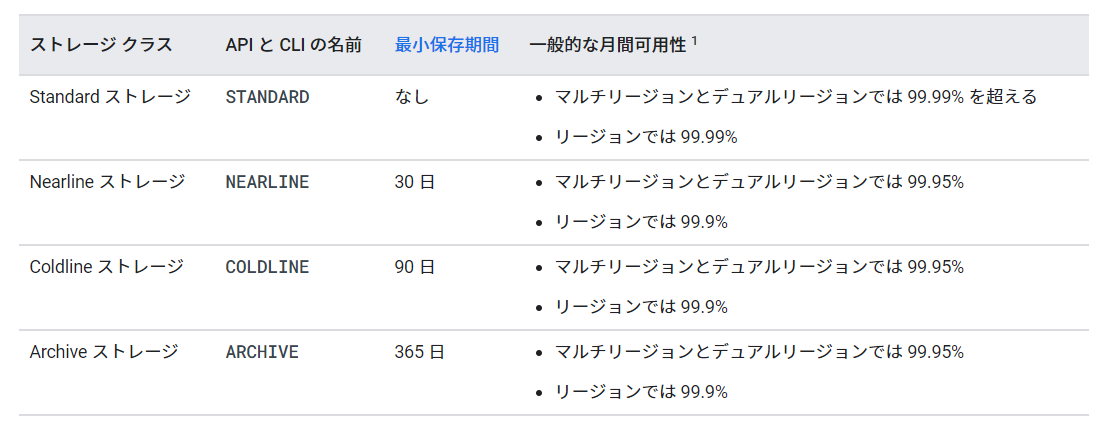 ストレージ クラス API と CLI の名前 最小保存期間 一般的な月間可用性 1
Standard ストレージ STANDARD なし • マルチリージョンとデュアルリージョンでは 99.99% を超える
• リージョンでは 99.99%
Nearline ストレージ NEARLINE 30 日 • マルチリージョンとデュアルリージョンでは 99.95%
• リージョンでは 99.9%
Coldline ストレージ COLDLINE 90 日 • マルチリージョンとデュアルリージョンでは 99.95%
• リージョンでは 99.9%
Archive ストレージ ARCHIVE 365 日 • マルチリージョンとデュアルリージョンでは 99.95%
• リージョンでは 99.9%